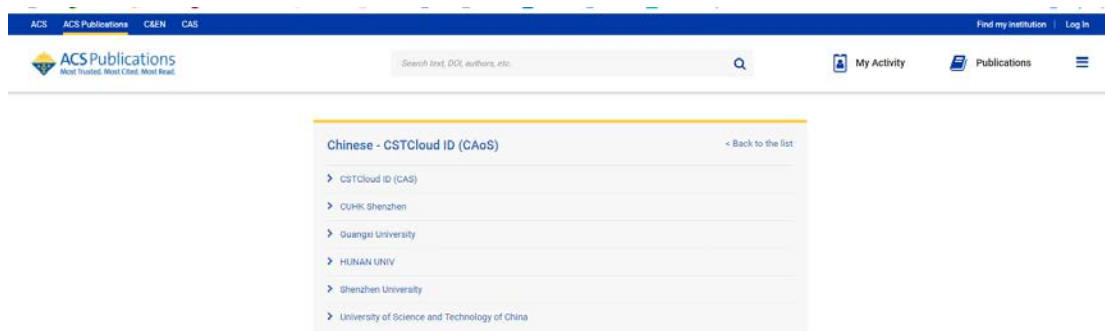 ACS ACS Publications C&EN CAS Find my institution | Log In
ACS Publications
Most Trusted. Most Cited. Most Read.
Search text, DOI, authors, etc.
My Activity
Publications
Chinese - CSTCloud ID (CAoS) < Back to the list
CSTCloud ID (CAS)
CUHK Shenzhen
Guangxi University
HUNAN UNIV
Shenzhen University
University of Science and Technology of China